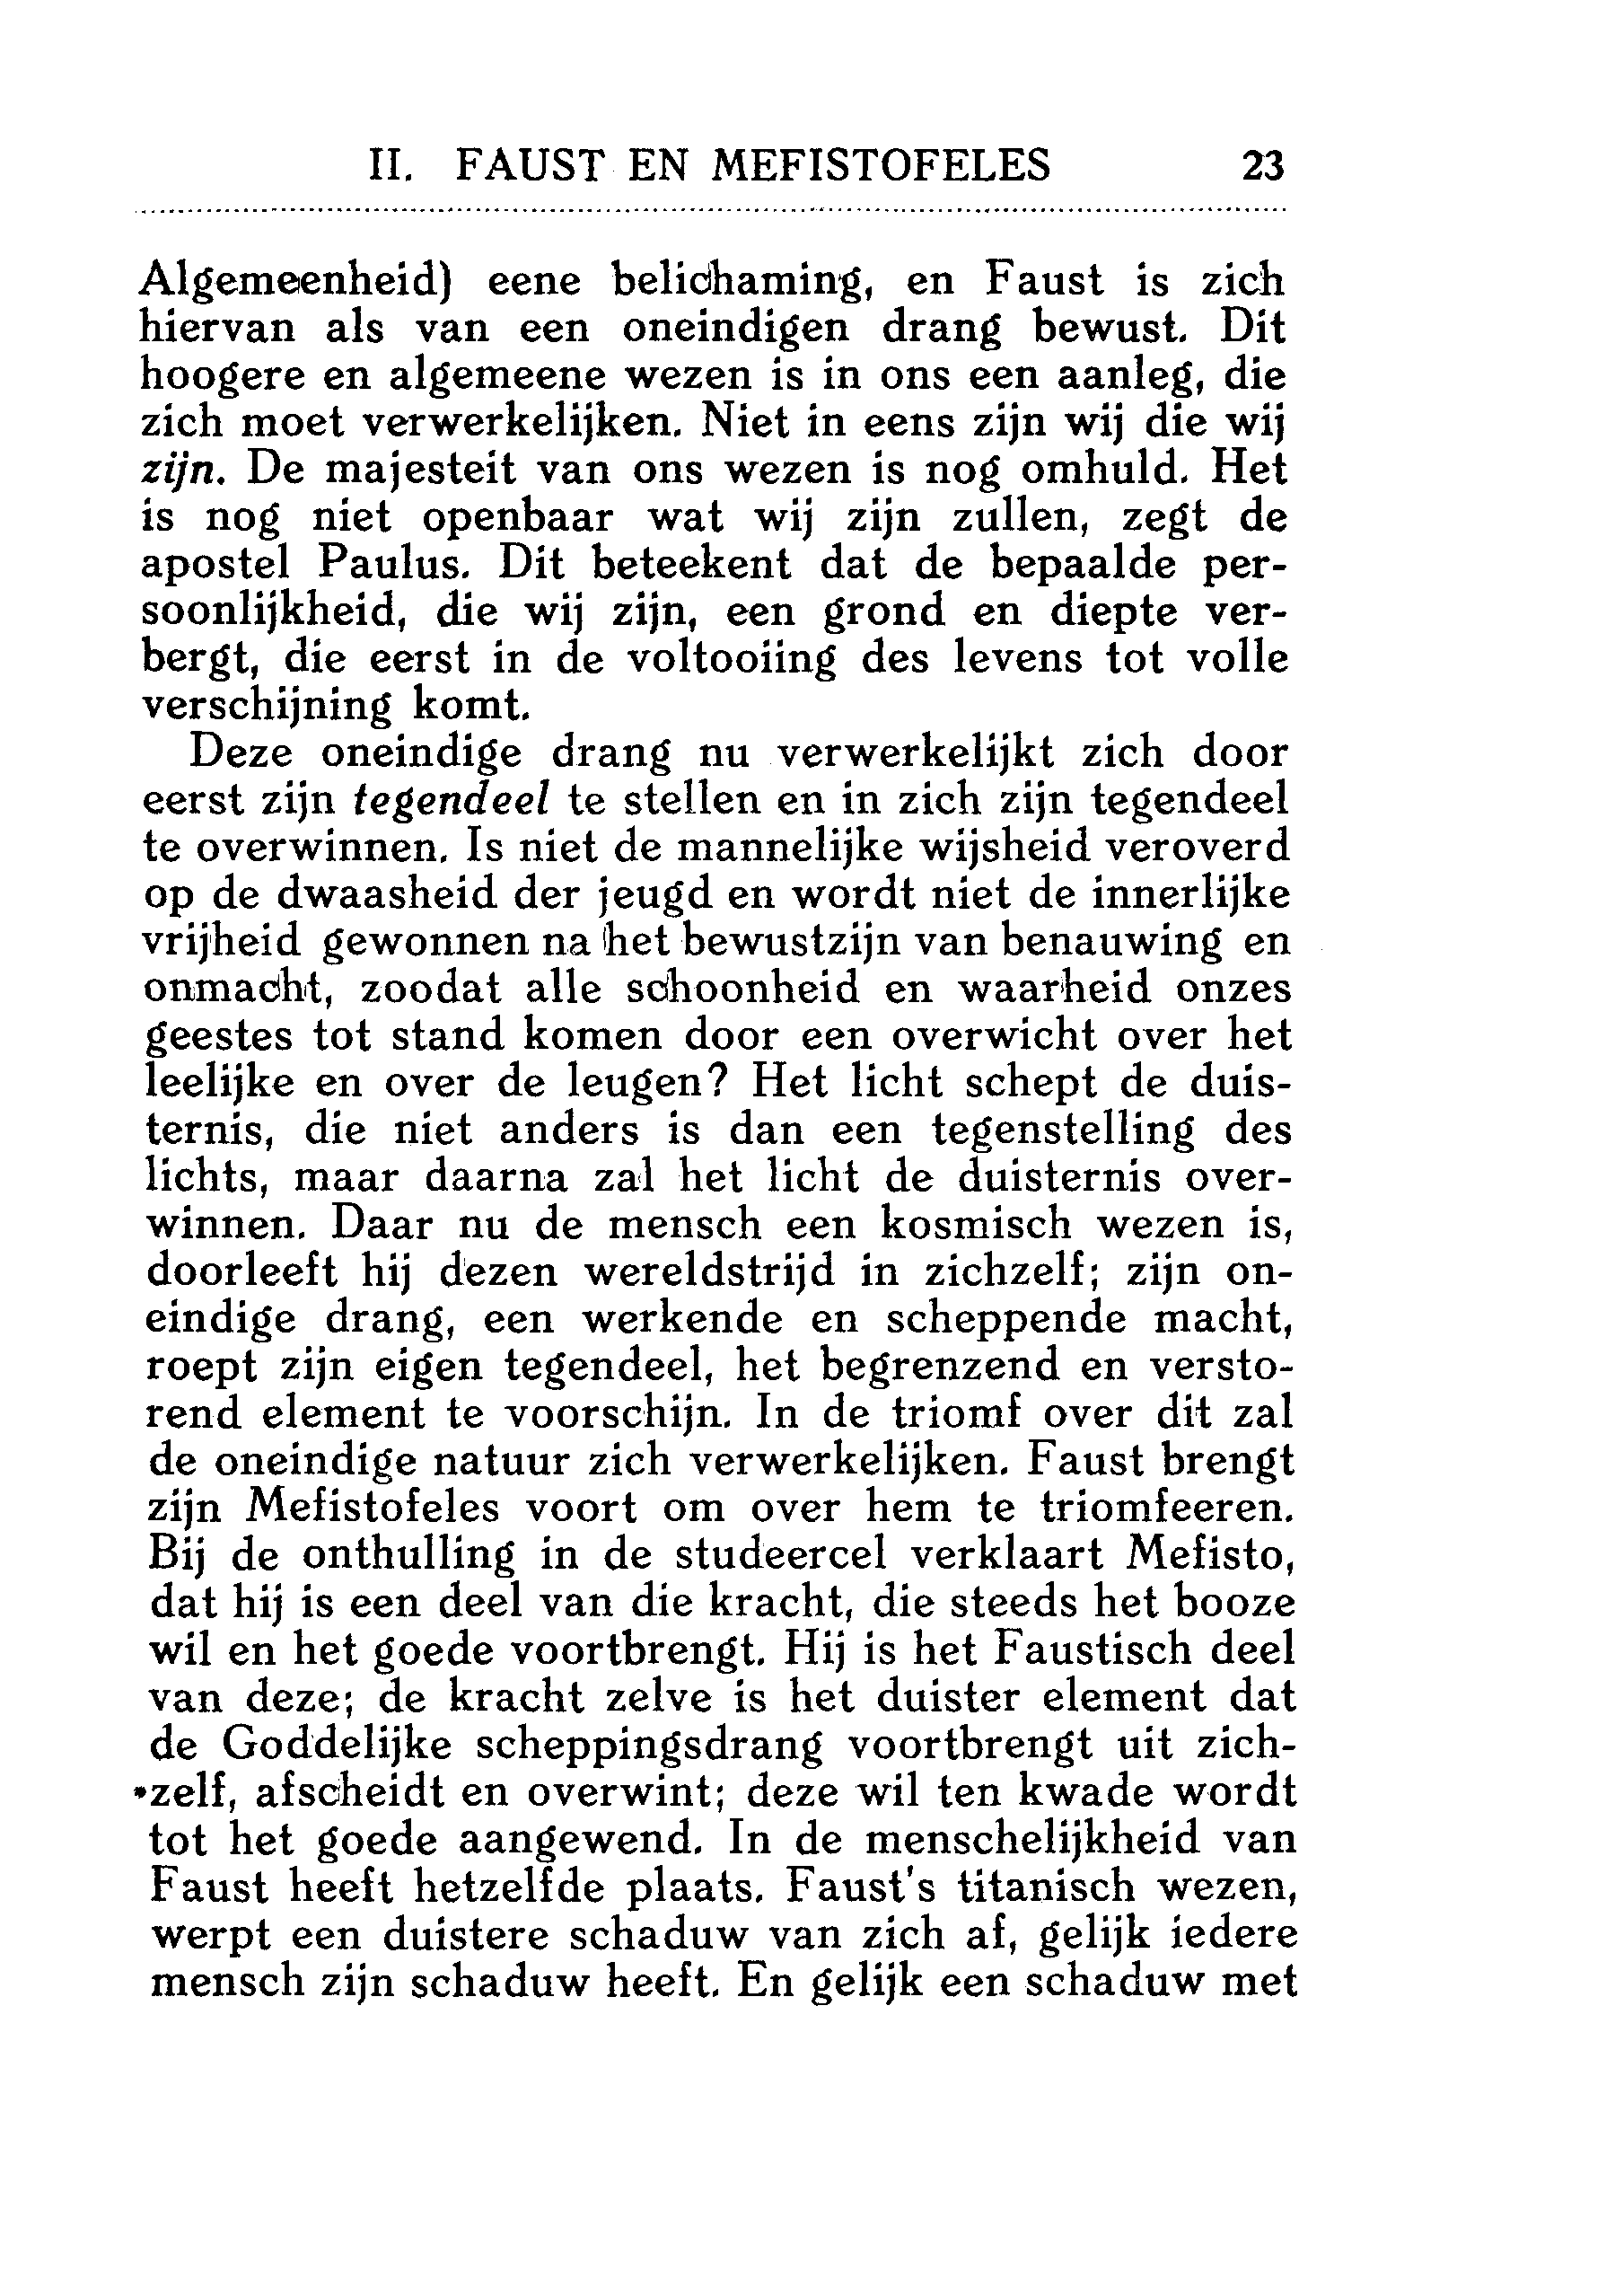 II. FAUST EN MEFISTOFELES 23
Algemeenheid) eene belichaming, en Faust is zich
hiervan als van een oneindigen drang bewust. Dit
hoogere en algemeene wezen is in ons een aanleg, die
zich moet verwerkelijken. Niet in eens zijn wij die wij
zijn. De majesteit van ons wezen is nog omhuld. Het
is nog niet openbaar wat wij zijn zullen, zegt de
apostel Paulus. Dit beteekent dat de bepaalde per-
soonlijkheid, die wij zijn, een grond en diepte ver-
bergt, die eerst in de voltooiing des levens tot volle
verschijning komt.
Deze oneindige drang nu verwerkelijkt zich door
eerst zijn tegendeel te stellen en in zich zijn tegendeel
te overwinnen. Is niet de mannelijke wijsheid veroverd
op de dwaasheid der jeugd en wordt niet de innerlijke
vrijheid gewonnen na het bewustzijn van benauwing en
onmacht, zoodat alle schoonheid en waarheid onzes
geestes tot stand komen door een overwicht over het
leelijke en over de leugen? Het licht schept de duis-
ternis, die niet anders is dan een tegenstelling des
lichts, maar daarna zal het licht de duisternis over-
winnen. Daar nu de mensch een kosmisch wezen is,
doorleeft hij dezen wereldstrijd in zichzelf; zijn on-
eindige drang, een werkende en scheppende macht,
roept zijn eigen tegendeel, het begrenzend en versto-
rend element te voorschijn. In de triomf over dit zal
de oneindige natuur zich verwerkelijken. Faust brengt
zijn Mefistofeles voort om over hem te triomfeeren.
Bij de onthulling in de studeercel verklaart Mefisto,
dat hij is een deel van die kracht, die steeds het booze
wil en het goede voortbrengt. Hij is het Faustisch deel
van deze; de kracht zelve is het duister element dat
de Goddelijke scheppingsdrang voortbrengt uit zich-
zelf, afscheidt en overwint; deze wil ten kwade wordt
tot het goede aangewend. In de menschelijkheid van
Faust heeft hetzelfde plaats. Faust's titanisch wezen,
werpt een duistere schaduw van zich af, gelijk iedere
mensch zijn schaduw heeft. En gelijk een schaduw met